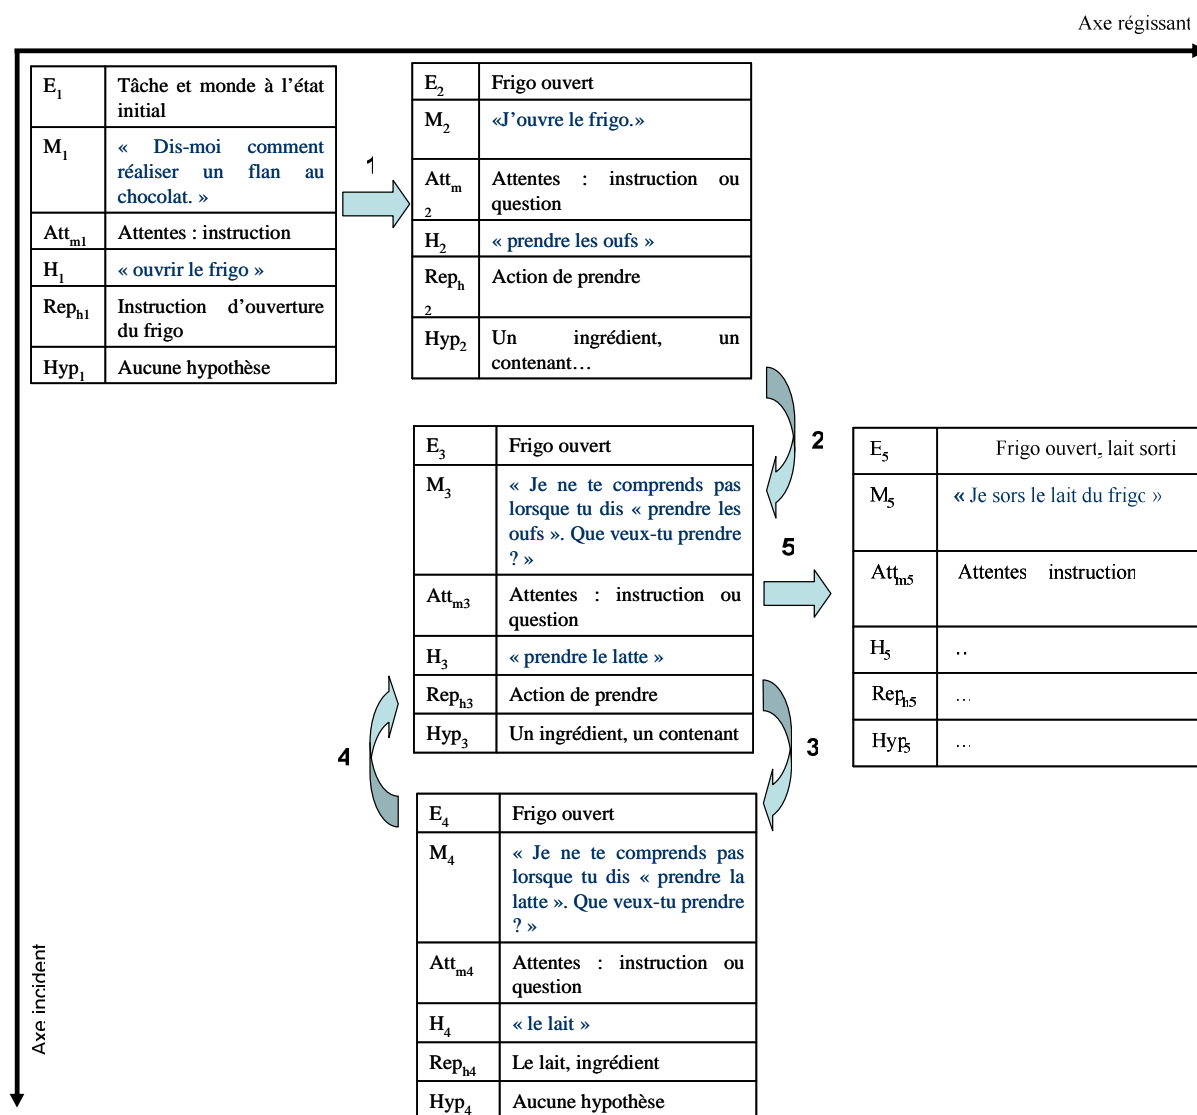 Axe régissant
E1 Tâche et monde à l'état
initial
M1 « Dis-moi comment
réaliser un flan au
chocolat. »
Attm1 Attentes : instruction
H1 « ouvrir le frigo »
Reph1 Instruction d'ouverture
du frigo
Hyp1 Aucune hypothèse
1
E2 Frigo ouvert
M2 «J'ouvre le frigo.»
Attm Attentes : instruction ou
2 question
H2 « prendre les oufs »
Reph Action de prendre
2
Hyp2 Un ingrédient, un
contenant…
2
E3 Frigo ouvert
M3 « Je ne te comprends pas
lorsque tu dis « prendre les
oufs ». Que veux-tu prendre
? »
Attm3 Attentes : instruction ou
question
H3 « prendre le latte »
Reph3 Action de prendre
Hyp3 Un ingrédient, un contenant
5
E5 Frigo ouvert, lait sorti
M5 « Je sors le lait du frigo »
Attm5 Attentes instruction
H5 ..
Reph5 ...
Hyp5 ...
4
3
E4 Frigo ouvert
M4 « Je ne te comprends pas
lorsque tu dis « prendre la
latte ». Que veux-tu prendre
? »
Attm4 Attentes : instruction ou
question
H4 « le lait »
Reph4 Le lait, ingrédient
Hyp4 Aucune hypothèse
Axe incident